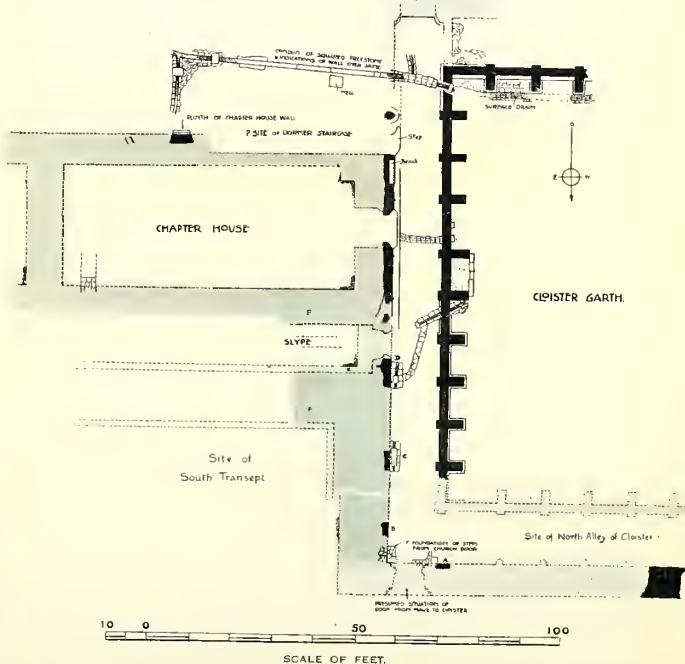 CONDUIT OF SQUARED FREESTONE
& INDICATIONS OF WALL OVER SAME
WELL
SURFACE DRAIN
PLINTH OF CHAPTER HOUSE WALL
? SITE OF DORMER STAIRCASE
Step
Bench
E
W
CHAPTER HOUSE
CLOISTER GARTH.
F
SLYPE
D
F
C
Site of
South Transept
B
? FOUNDATIONS OF STEPS
FROM CHURCH DOOR
A
Site of North Alley of Cloister
PRESUMED SITUATION OF
DOOR FROM NAVE TO CLOISTER
10 0 50 100
SCALE OF FEET.